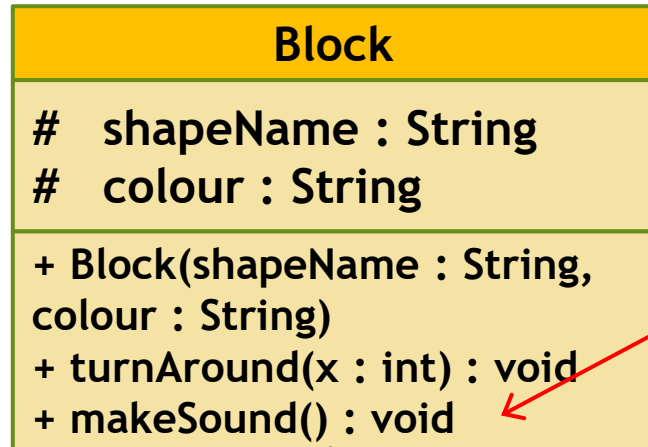 Block
# shapeName : String
# colour : String
+ Block(shapeName : String,
colour : String)
+ turnAround(x : int) : void
+ makeSound() : void